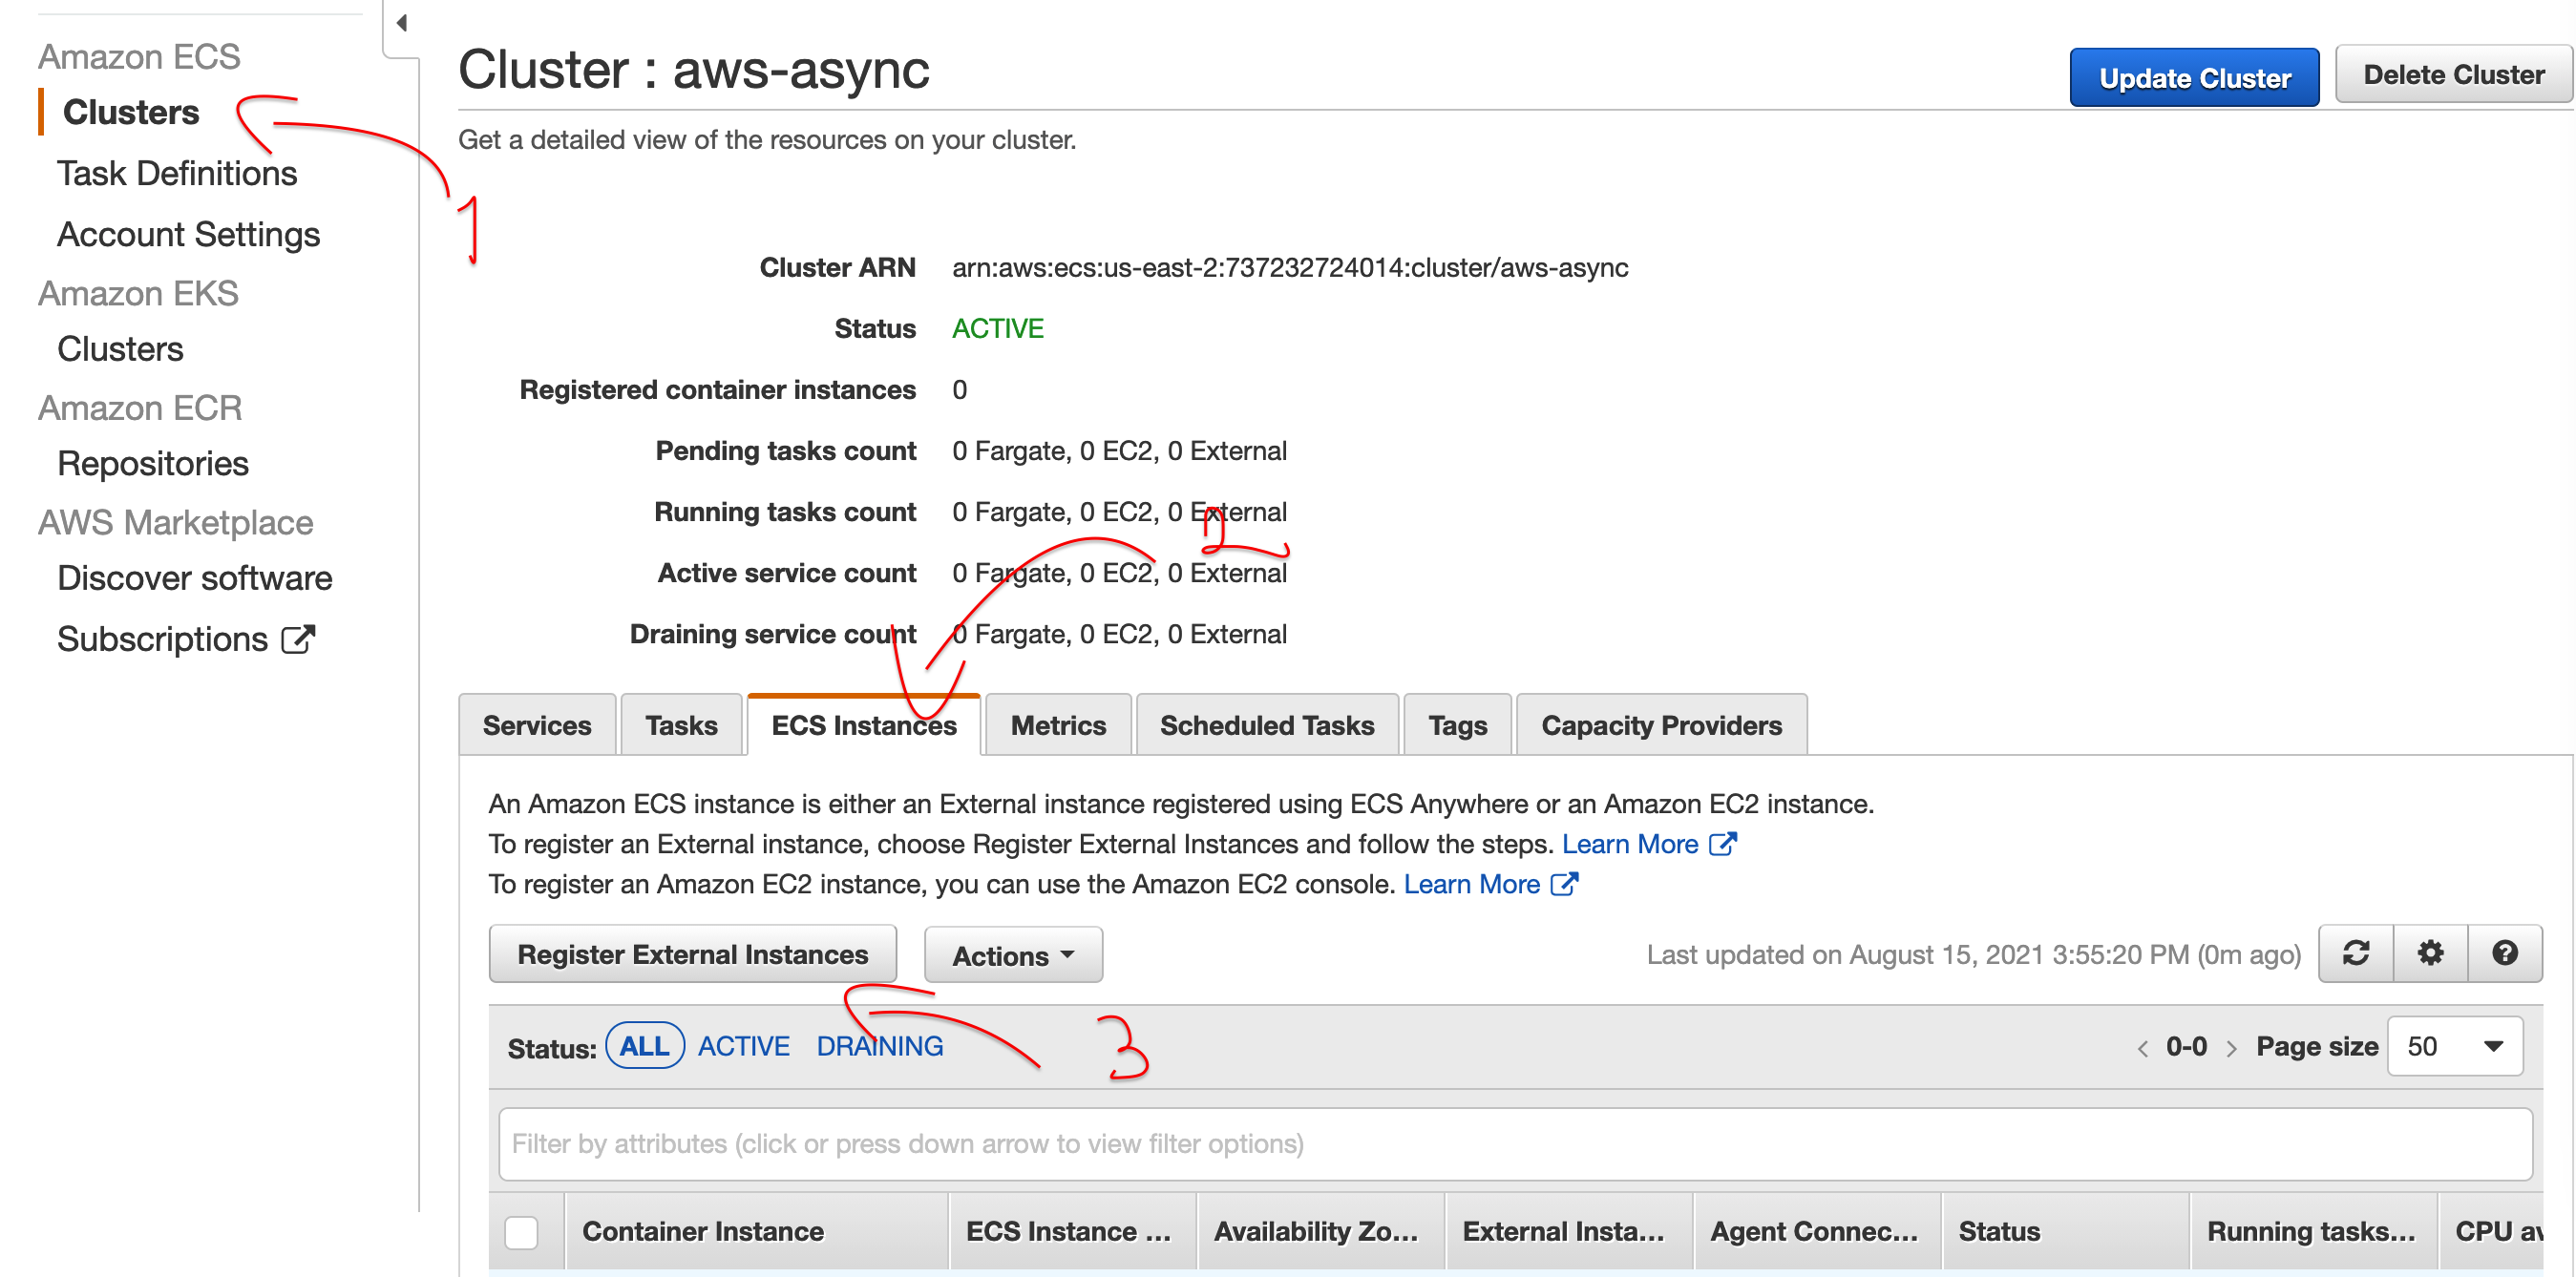 Amazon ECS
Clusters
Task Definitions
Account Settings
Amazon EKS
Clusters
Amazon ECR
Repositories
AWS Marketplace
Discover software
Subscriptions
1
Cluster : aws-async
Update Cluster
Delete Cluster
Get a detailed view of the resources on your cluster.
Cluster ARN arn:aws:ecs:us-east-2:737232724014:cluster/aws-async
Status ACTIVE
Registered container instances 0
Pending tasks count 0 Fargate, 0 EC2, 0 External
Running tasks count 0 Fargate, 0 EC2, 0 External
2
Active service count 0 Fargate, 0 EC2, 0 External
Draining service count 0 Fargate, 0 EC2, 0 External
Services Tasks ECS Instances Metrics Scheduled Tasks Tags Capacity Providers
An Amazon ECS instance is either an External instance registered using ECS Anywhere or an Amazon EC2 instance.
To register an External instance, choose Register External Instances and follow the steps. Learn More
To register an Amazon EC2 instance, you can use the Amazon EC2 console. Learn More
Register External Instances Actions Last updated on August 15, 2021 3:55:20 PM (0m ago)
3
Status: ALL ACTIVE DRAINING < 0-0 > Page size 50
Filter by attributes (click or press down arrow to view filter options)
Container Instance ECS Instance ... Availability Zo... External Insta... Agent Connec... Status Running tasks... CPU av